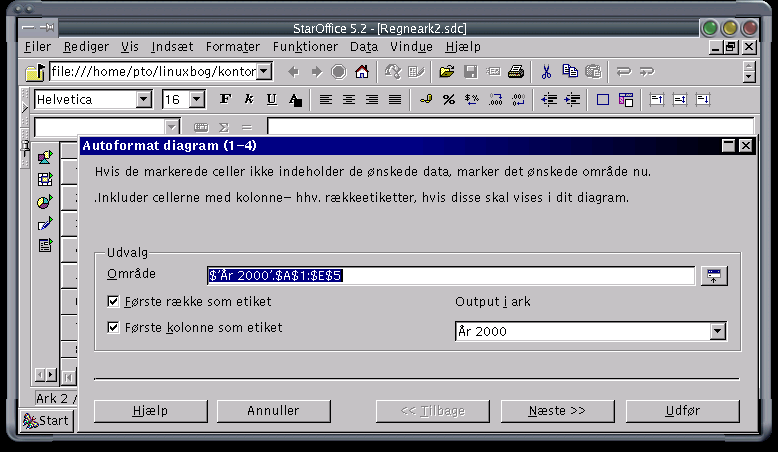 StarOffice 5.2 - [Regneark2.sdc]
Filer Rediger Vis Indsæt Formater Funktioner Data Vindue Hjælp
file:///home/pto/linuxbog/kontor
Helvetica 16 F K U A
Autoformat diagram (1-4)
Hvis de markerede celler ikke indeholder de ønskede data, marker det ønskede område nu.
.Inkluder cellerne med kolonne- hhv. rækkeetiketter, hvis disse skal vises i dit diagram.
Udvalg
Område $'År 2000'.$A$1:$E$5
Første række som etiket Output i ark
Første kolonne som etiket År 2000
Ark 2 /
Hjælp Annuller << Tilbage Næste >> Udfør
Start